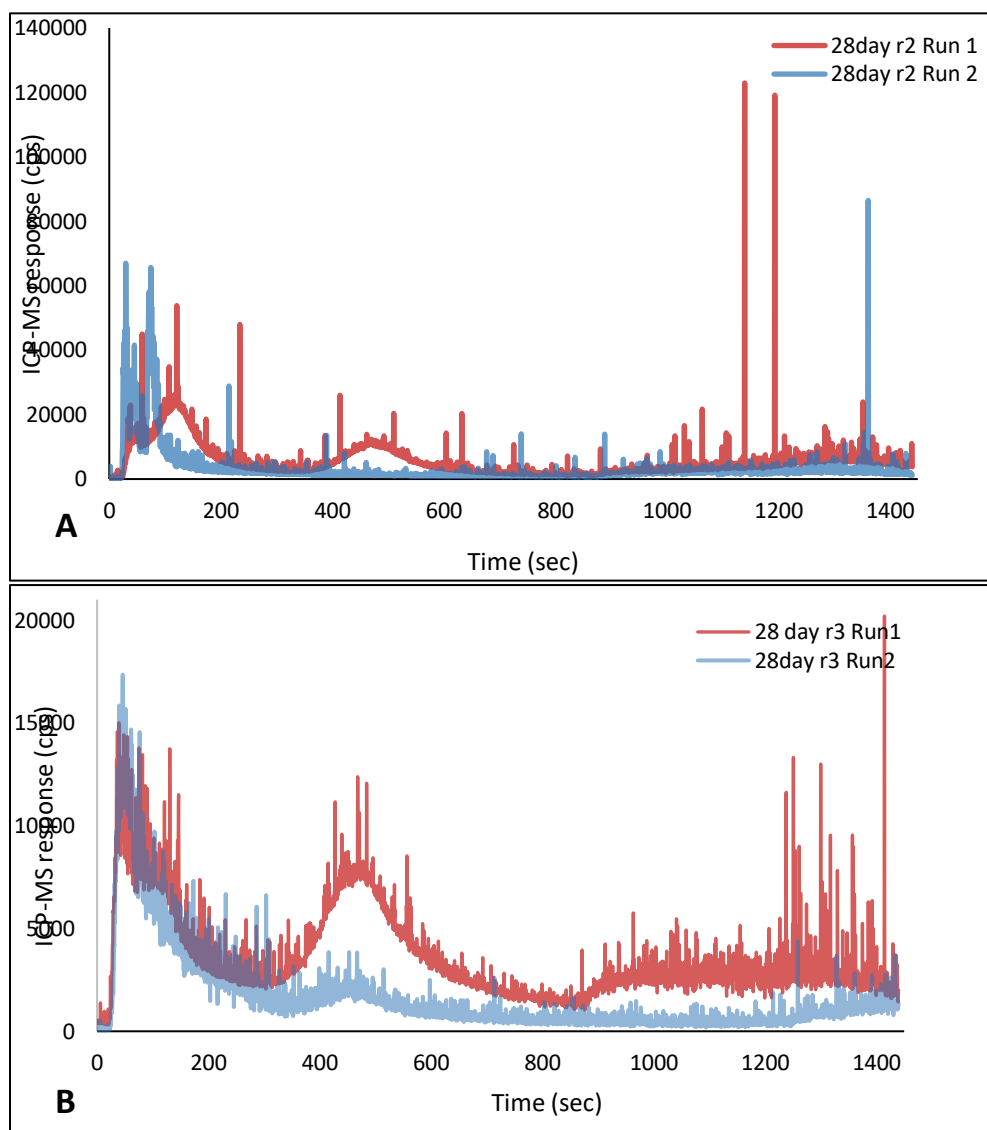 140000
28day r2 Run 1
28day r2 Run 2
120000
100000
80000
60000
40000
20000
0
ICP-MS response (cps)
0 200 400 600 800 1000 1200 1400
A
Time (sec)
20000
28 day r3 Run1
28day r3 Run2
15000
10000
5000
0
ICP-MS response (cps)
0 200 400 600 800 1000 1200 1400
B
Time (sec)